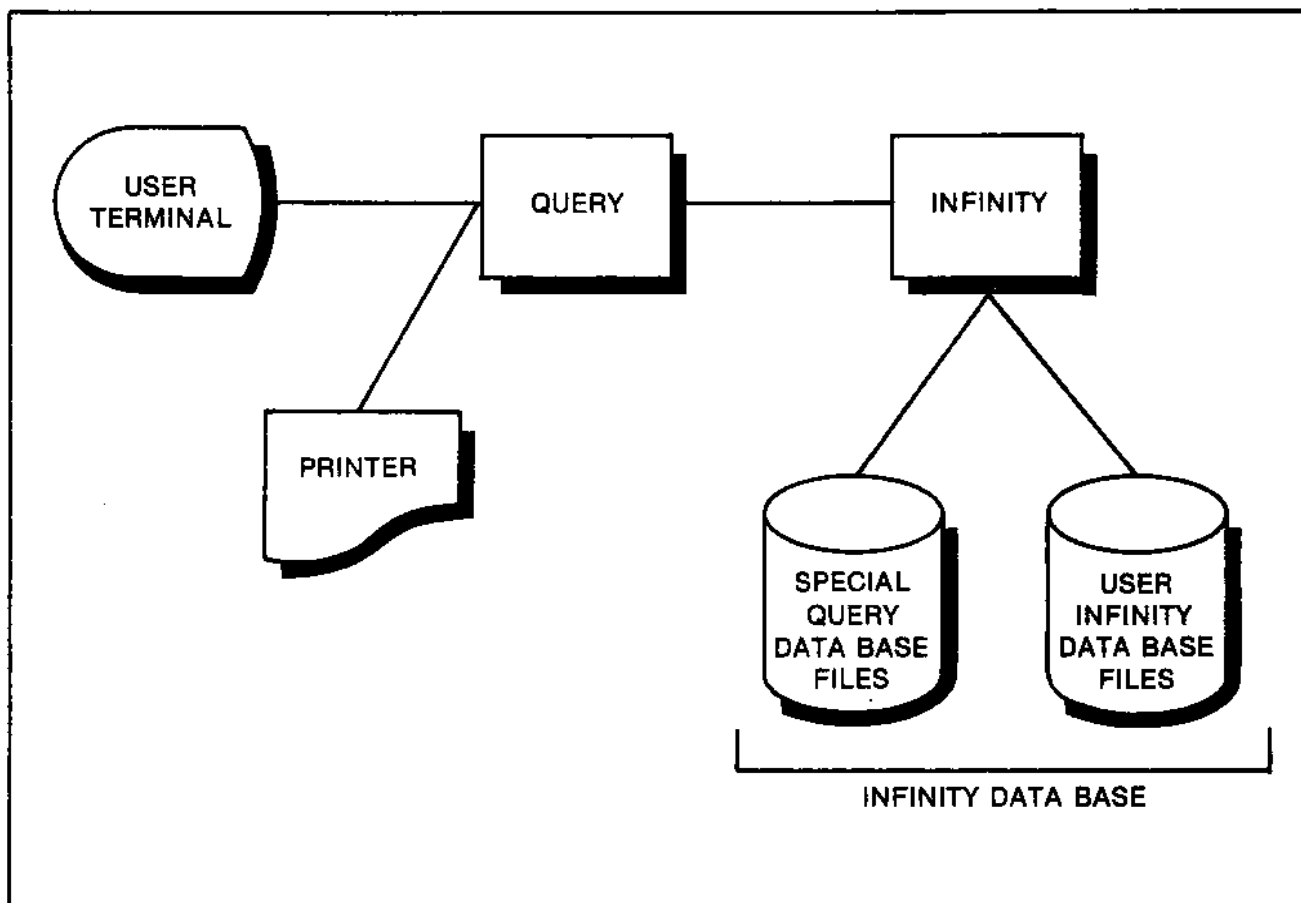 USER
TERMINAL
QUERY
INFINITY
PRINTER
SPECIAL
QUERY
DATA BASE
FILES
USER
INFINITY
DATA BASE
FILES
INFINITY DATA BASE